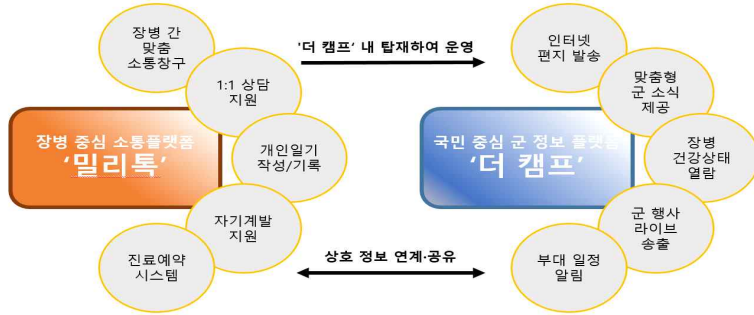 장병 간
맞춤
소통창구
1:1 상담
지원
장병 중심 소통플랫폼
'밀리톡'
개인일기
작성/기록
자기계발
지원
진료예약
시스템
'더 캠프' 내 탑재하여 운영
상호 정보 연계·공유
인터넷
편지 발송
맞춤형
군 소식
제공
국민 중심 군 정보 플랫폼
'더 캠프'
장병
건강상태
열람
군 행사
라이브
송출
부대 일정
알림